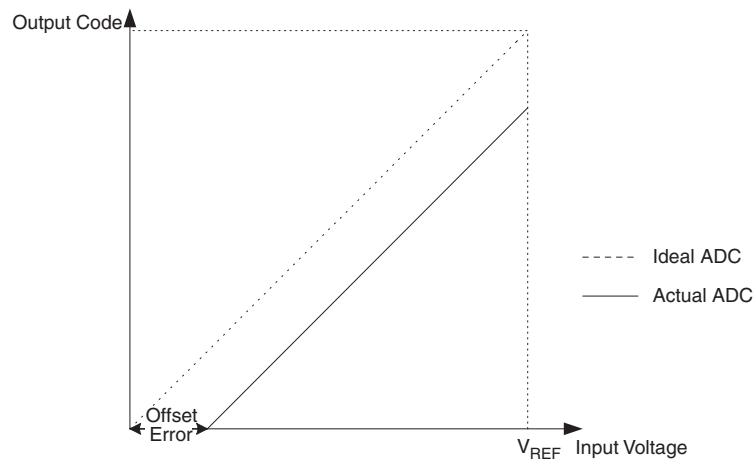 Output Code
Ideal ADC
Actual ADC
Offset
Error
VREF Input Voltage